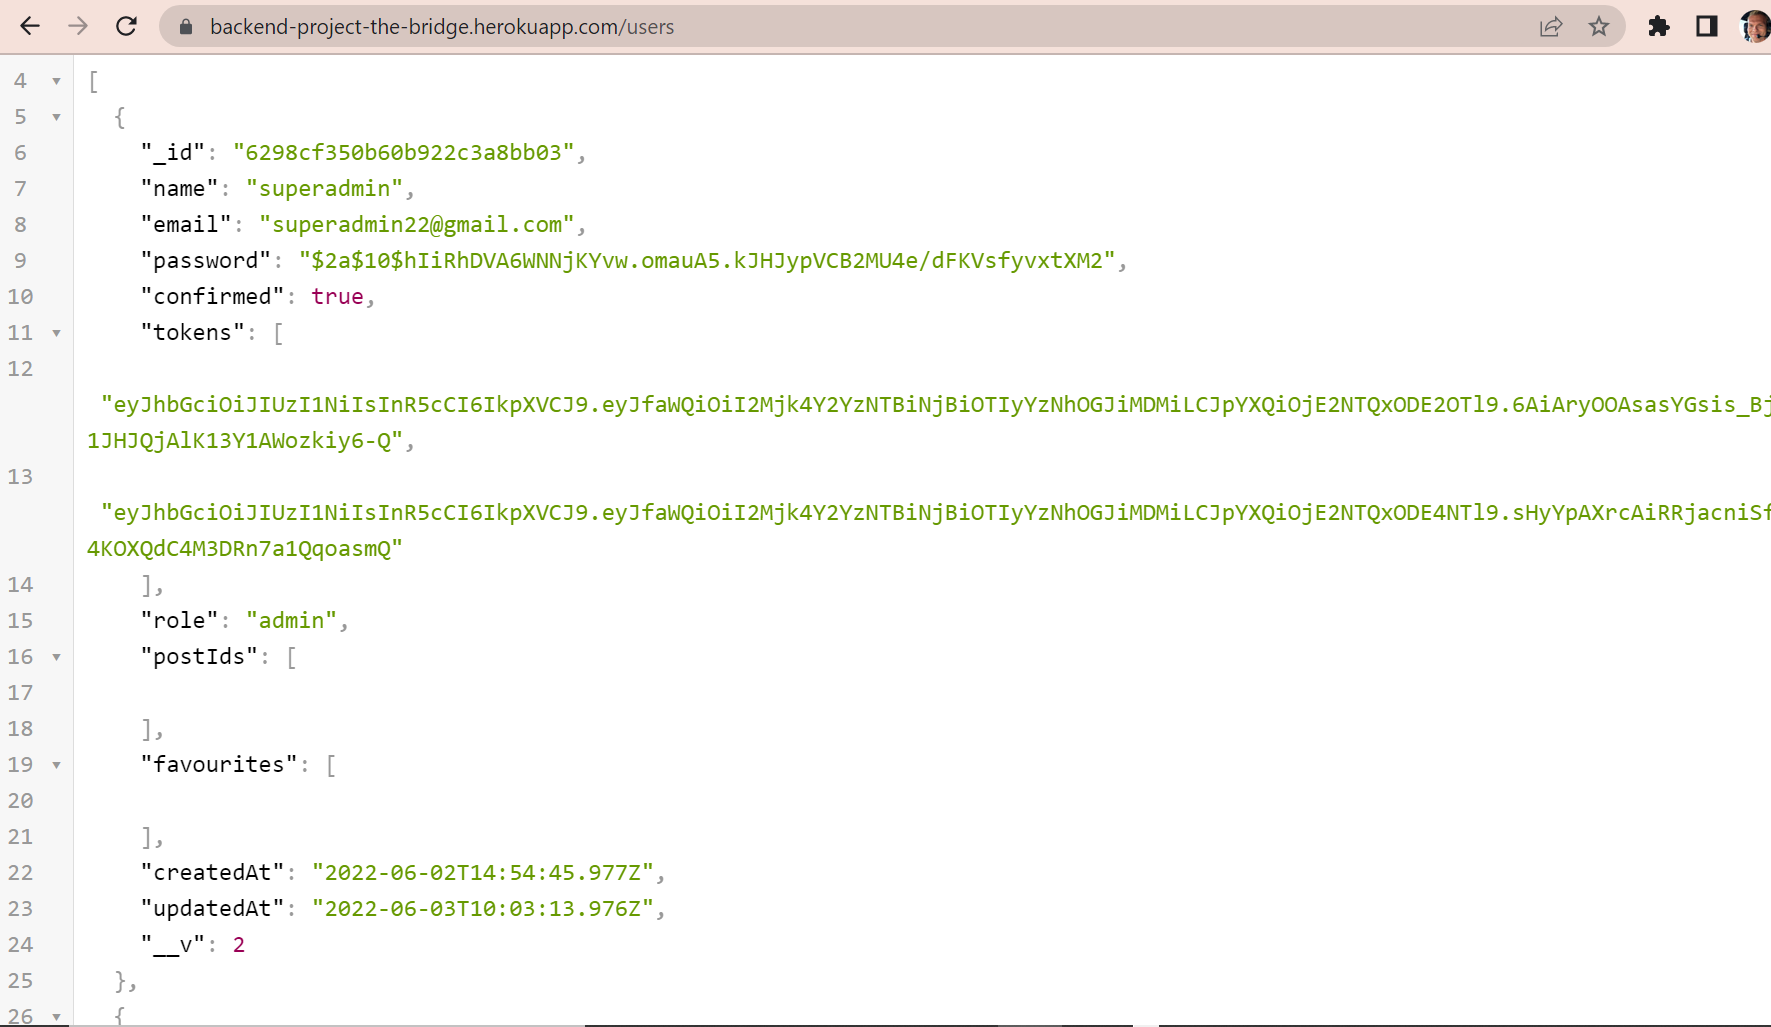 backend-project-the-bridge.herokuapp.com/users
4 [
5 {
6 "_id": "6298cf350b60b922c3a8bb03",
7 "name": "superadmin",
8 "email": "superadmin22@gmail.com",
9 "password": "$2a$10$hIiRhDVA6WNNjKYvw.omauA5.kJHJypVCB2MU4e/dFKVsfyvxtXM2",
10 "confirmed": true,
11 "tokens": [
12
"eyJhbGciOiJIUzI1NiIsInR5cCI6IkpXVCJ9.eyJfaWQiOiI2Mjk4Y2YzNTBiNjBiOTIyYzNhOGJiMDMiLCJpYXQiOjE2NTQxODE2OTl9.6AiAryOOAsasYGsis_Bj
1JHJQjAlK13Y1AWozkiy6-Q",
13
"eyJhbGciOiJIUzI1NiIsInR5cCI6IkpXVCJ9.eyJfaWQiOiI2Mjk4Y2YzNTBiNjBiOTIyYzNhOGJiMDMiLCJpYXQiOjE2NTQxODE4NTl9.sHyYpAXrcAiRRjacniSf
4KOXQdC4M3DRn7a1QqoasmQ"
14 ],
15 "role": "admin",
16 "postIds": [
17
18 ],
19 "favourites": [
20
21 ],
22 "createdAt": "2022-06-02T14:54:45.977Z",
23 "updatedAt": "2022-06-03T10:03:13.976Z",
24 "__v": 2
25 },
26 {